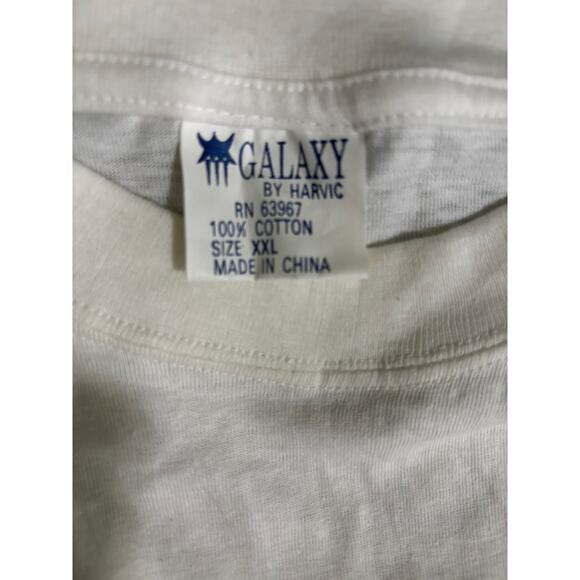 GALAXY
BY HARVIC
RN 63967
100% COTTON
SIZE XXL
MADE IN CHINA